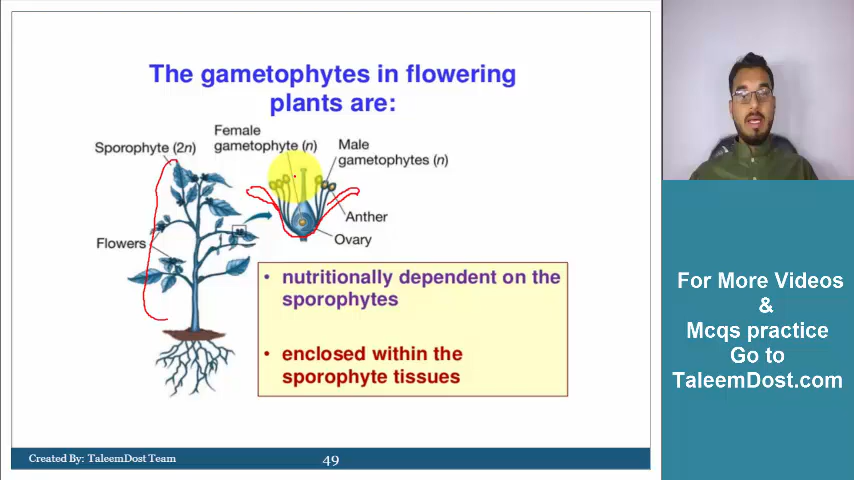 The gametophytes in flowering
plants are:
Sporophyte (2n)
Female
gametophyte (n)
Male
gametophytes (n)
Anther
Ovary
Flowers
• nutritionally dependent on the
sporophytes
• enclosed within the
sporophyte tissues
Created By: TaleemDost Team
49
For More Videos
&
Mcqs practice
Go to
TaleemDost.com